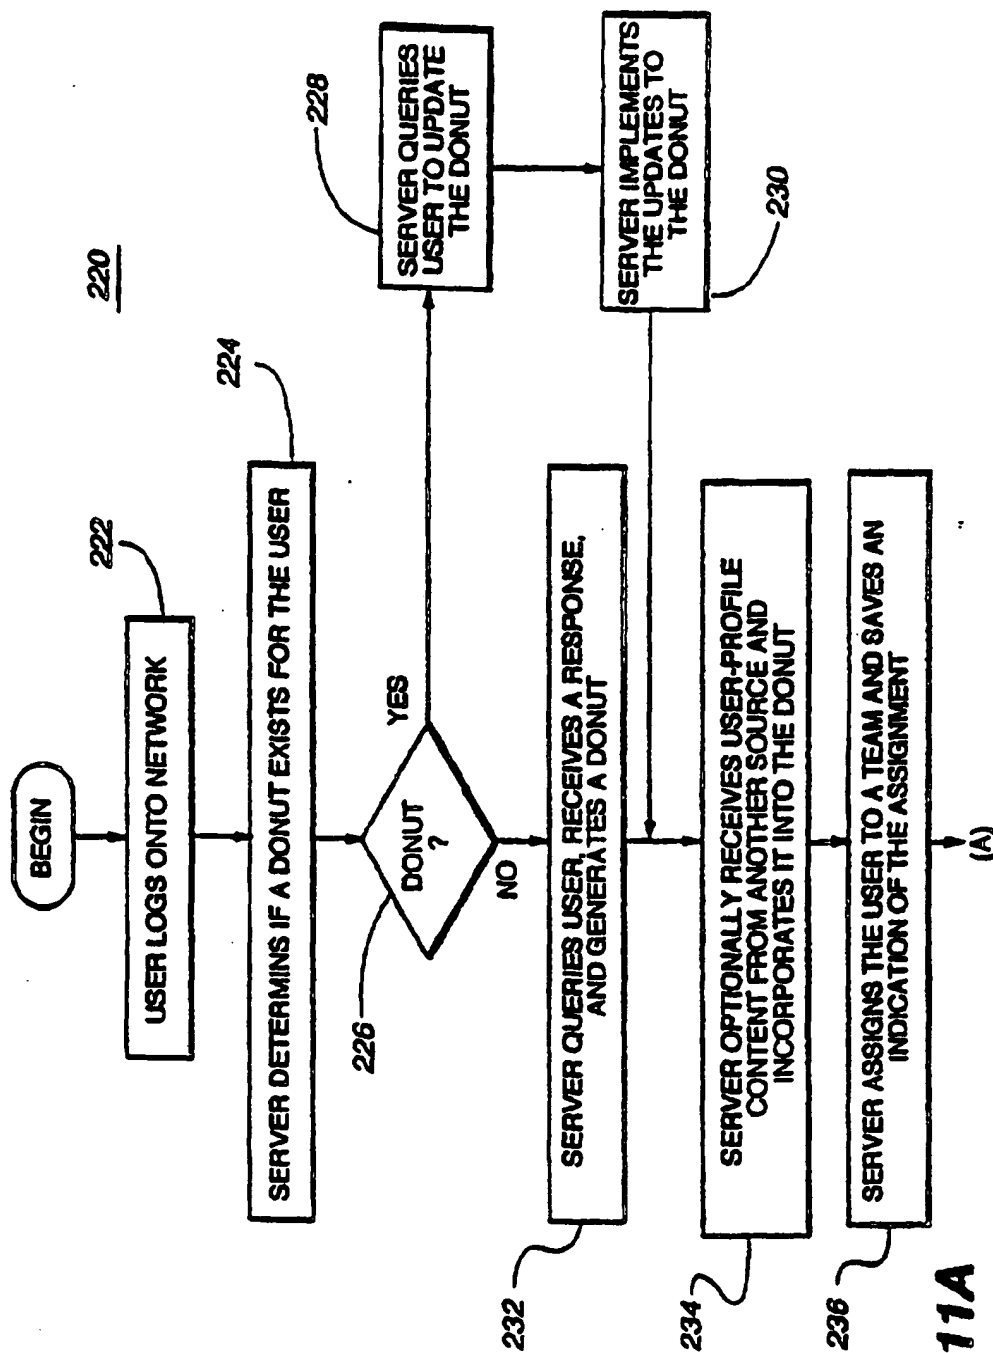 220
BEGIN
222
USER LOGS ONTO NETWORK
224
SERVER DETERMINS IF A DONUT EXISTS FOR THE USER
226
DONUT
?
YES
NO
228
SERVER QUERIES
USER TO UPDATE
THE DONUT
230
SERVER IMPLEMENTS
THE UPDATES TO
THE DONUT
232
SERVER QUERIES USER, RECEIVES A RESPONSE,
AND GENERATES A DONUT
234
SERVER OPTIONALLY RECEIVES USER-PROFILE
CONTENT FROM ANOTHER SOURCE AND
INCORPORATES IT INTO THE DONUT
236
SERVER ASSIGNS THE USER TO A TEAM AND SAVES AN
INDICATION OF THE ASSIGNMENT
(A)
11A